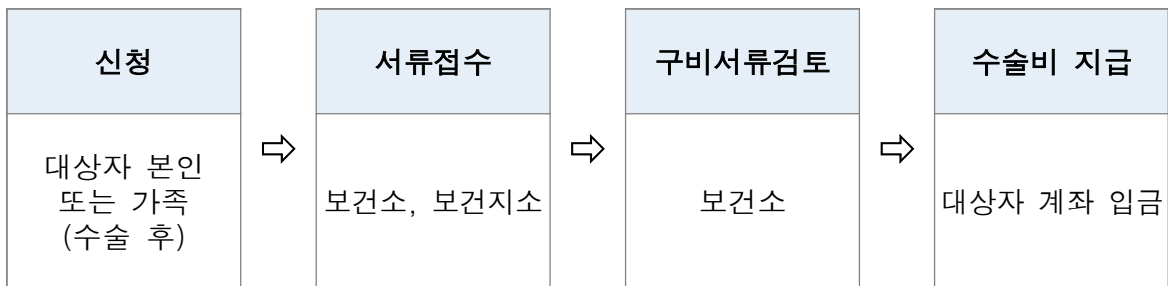 신청
대상자 본인
또는 가족
(수술 후)
⇨
서류접수
보건소, 보건지소
⇨
구비서류검토
보건소
⇨
수술비 지급
대상자 계좌 입금